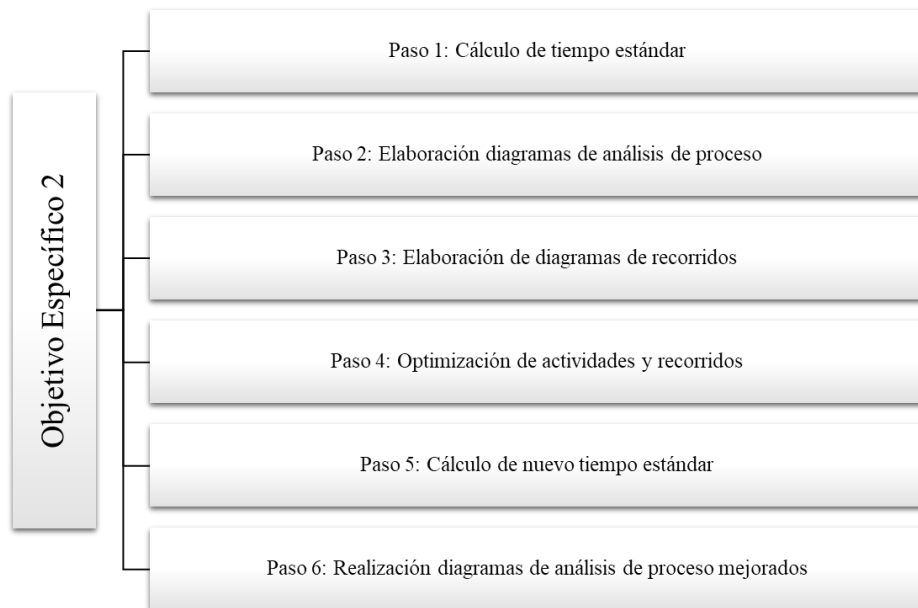 Objetivo Específico 2
Paso 1: Cálculo de tiempo estándar
Paso 2: Elaboración diagramas de análisis de proceso
Paso 3: Elaboración de diagramas de recorridos
Paso 4: Optimización de actividades y recorridos
Paso 5: Cálculo de nuevo tiempo estándar
Paso 6: Realización diagramas de análisis de proceso mejorados